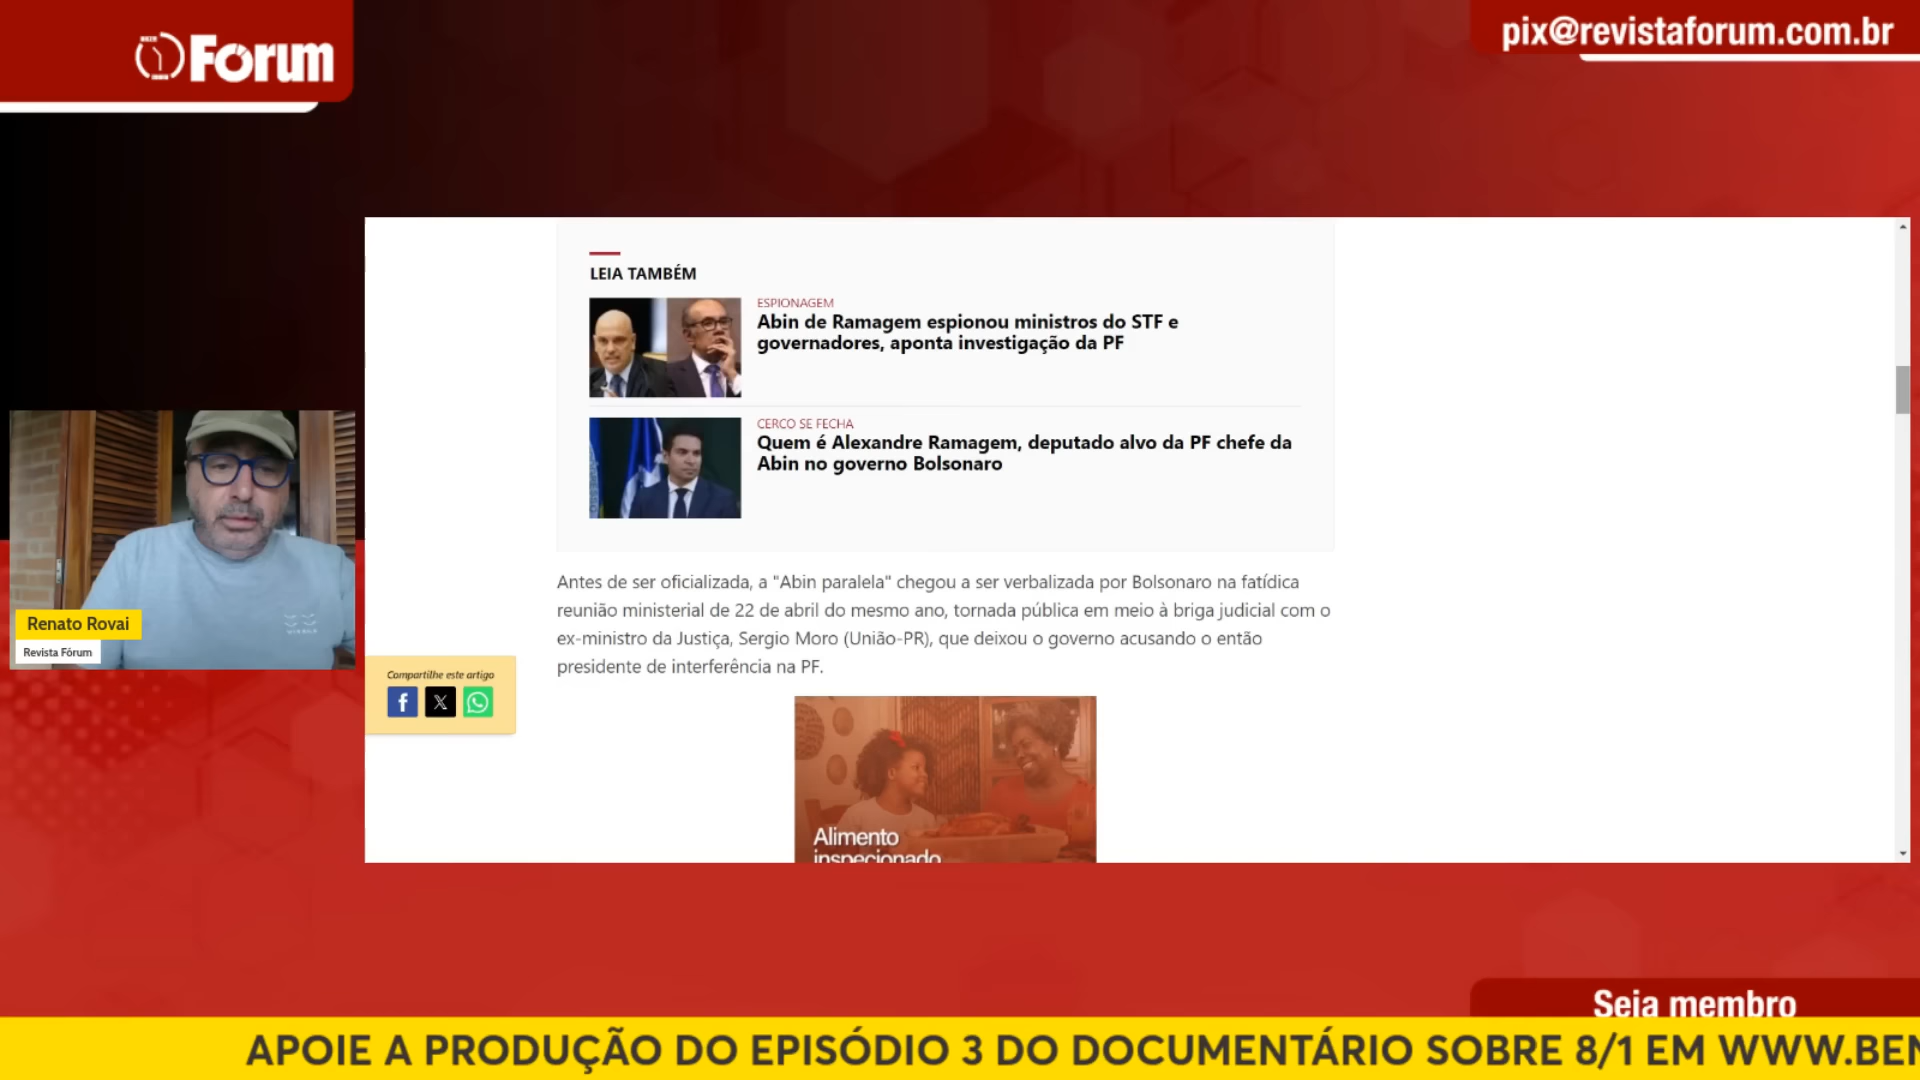 Forum
pix@revistaforum.com.br
LEIA TAMBÉM
ESPIONAGEM
Abin de Ramagem espionou ministros do STF e
governadores, aponta investigação da PF
CERCO SE FECHA
Quem é Alexandre Ramagem, deputado alvo da PF chefe da
Abin no governo Bolsonaro
Antes de ser oficializada, a "Abin paralela" chegou a ser verbalizada por Bolsonaro na fatídica
reunião ministerial de 22 de abril do mesmo ano, tornada pública em meio à briga judicial com o
ex-ministro da Justiça, Sergio Moro (União-PR), que deixou o governo acusando o então
presidente de interferência na PF.
Renato Rovai
Revista Fórum
Compartilhe este artigo
Alimento
inspecionado
Seja membro
APOIE A PRODUÇÃO DO EPISÓDIO 3 DO DOCUMENTÁRIO SOBRE 8/1 EM WWW.BEN